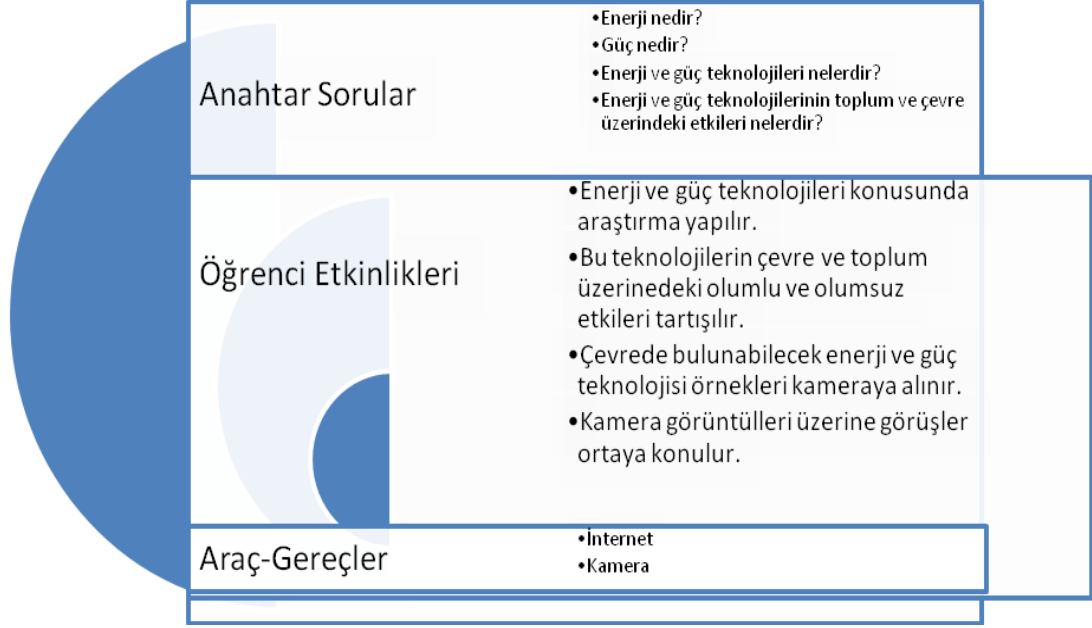 Anahtar Sorular
•Enerji nedir?
•Güç nedir?
•Enerji ve güç teknolojileri nelerdir?
•Enerji ve güç teknolojilerinin toplum ve çevre
üzerindeki etkileri nelerdir?
Öğrenci Etkinlikleri
•Enerji ve güç teknolojileri konusunda
araştırma yapılır.
•Bu teknolojilerin çevre ve toplum
üzerinedeki olumlu ve olumsuz
etkileri tartışılır.
•Çevrede bulunabilecek enerji ve güç
teknolojisi örnekleri kameraya alınır.
•Kamera görüntülleri üzerine görüşler
ortaya konulur.
Araç-Gereçler
•İnternet
•Kamera